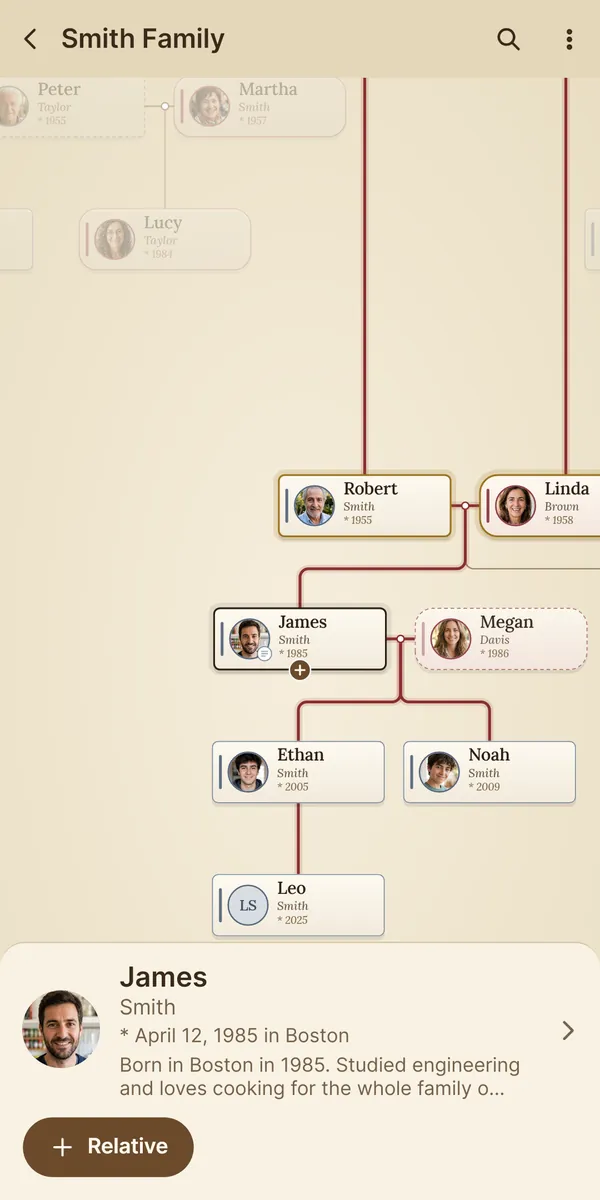 Smith Family
Peter
Taylor
* 1955
Martha
Smith
* 1957
Lucy
Taylor
* 1984
Robert
Smith
* 1955
Linda
Brown
* 1958
James
Smith
* 1985
Megan
Davis
* 1986
Ethan
Smith
* 2005
Noah
Smith
* 2009
LS
Leo
Smith
* 2025
James
Smith
* April 12, 1985 in Boston
Born in Boston in 1985. Studied engineering
and loves cooking for the whole family o...
+ Relative